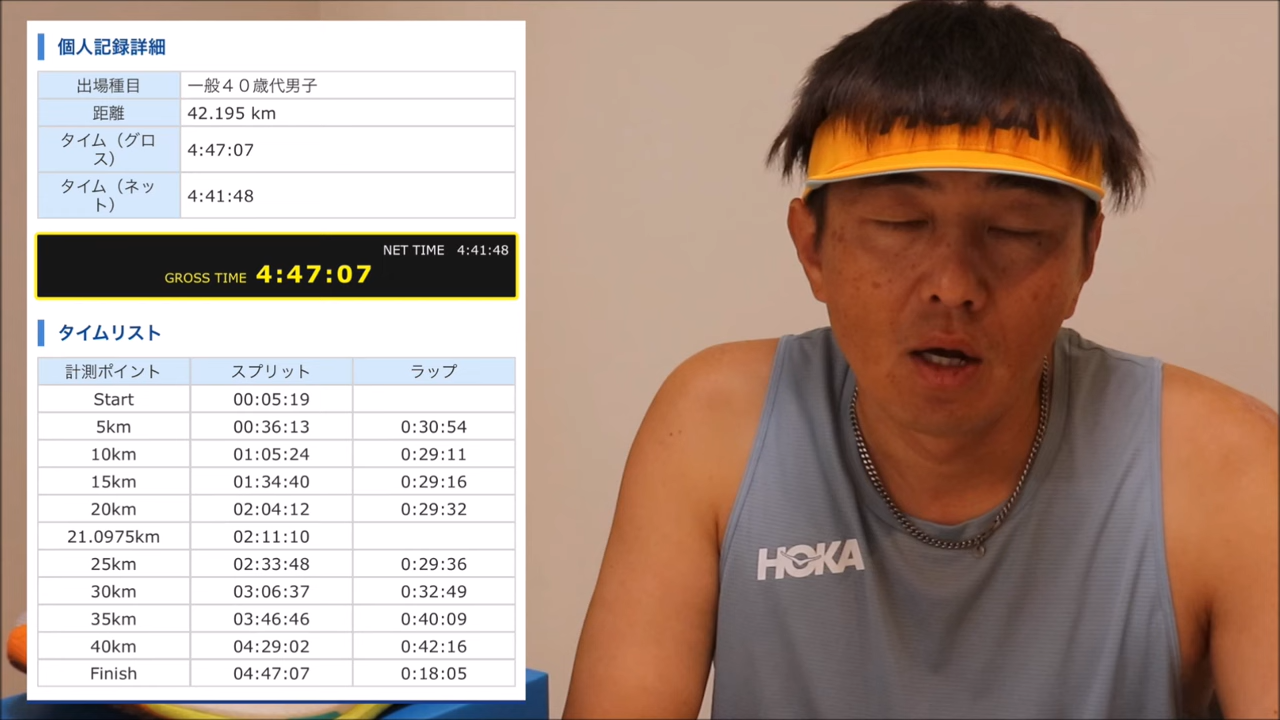 個人記録詳細
出場種目 一般４０歳代男子
距離 42.195 km
タイム（グロ
ス） 4:47:07
タイム（ネッ
ト） 4:41:48
NET TIME 4:41:48
GROSS TIME 4:47:07
タイムリスト
計測ポイント スプリット ラップ
Start 00:05:19
5km 00:36:13 0:30:54
10km 01:05:24 0:29:11
15km 01:34:40 0:29:16
20km 02:04:12 0:29:32
21.0975km 02:11:10
25km 02:33:48 0:29:36
30km 03:06:37 0:32:49
35km 03:46:46 0:40:09
40km 04:29:02 0:42:16
Finish 04:47:07 0:18:05
HOKA